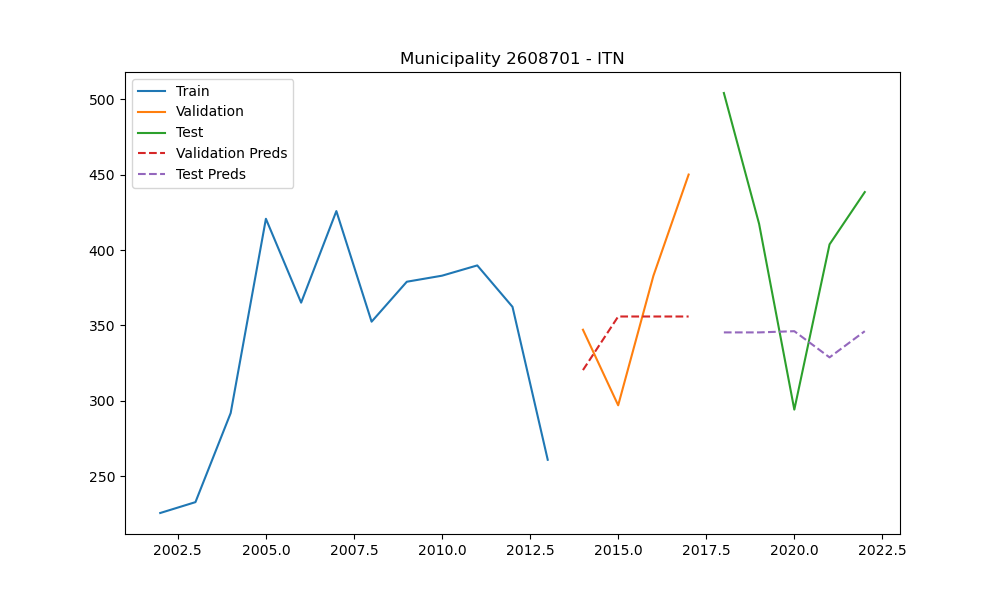 Municipality 2608701 - ITN
Train
Validation
Test
Validation Preds
Test Preds
500
450
400
350
300
250
2002.5 2005.0 2007.5 2010.0 2012.5 2015.0 2017.5 2020.0 2022.5